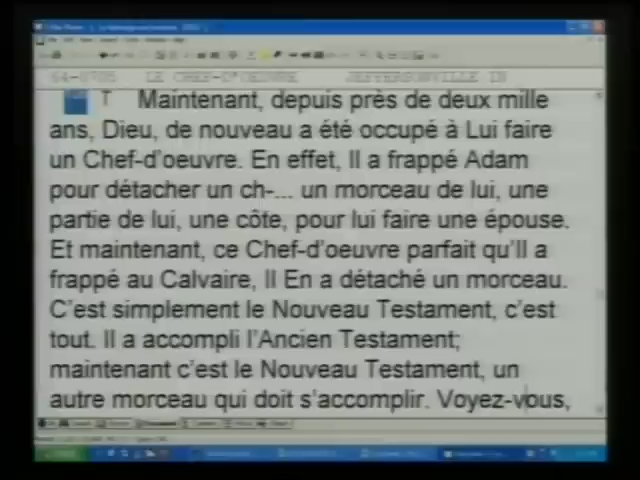 64-0705 LE CHEF-D'OEUVRE JEFFERSONVILLE IN
Maintenant, depuis près de deux mille
ans, Dieu, de nouveau a été occupé à Lui faire
un Chef-d'oeuvre. En effet, Il a frappé Adam
pour détacher un ch-... un morceau de lui, une
partie de lui, une côte, pour lui faire une épouse.
Et maintenant, ce Chef-d'oeuvre parfait qu'Il a
frappé au Calvaire, Il En a détaché un morceau.
C'est simplement le Nouveau Testament, c'est
tout. Il a accompli l'Ancien Testament;
maintenant c'est le Nouveau Testament, un
autre morceau qui doit s'accomplir. Voyez-vous,